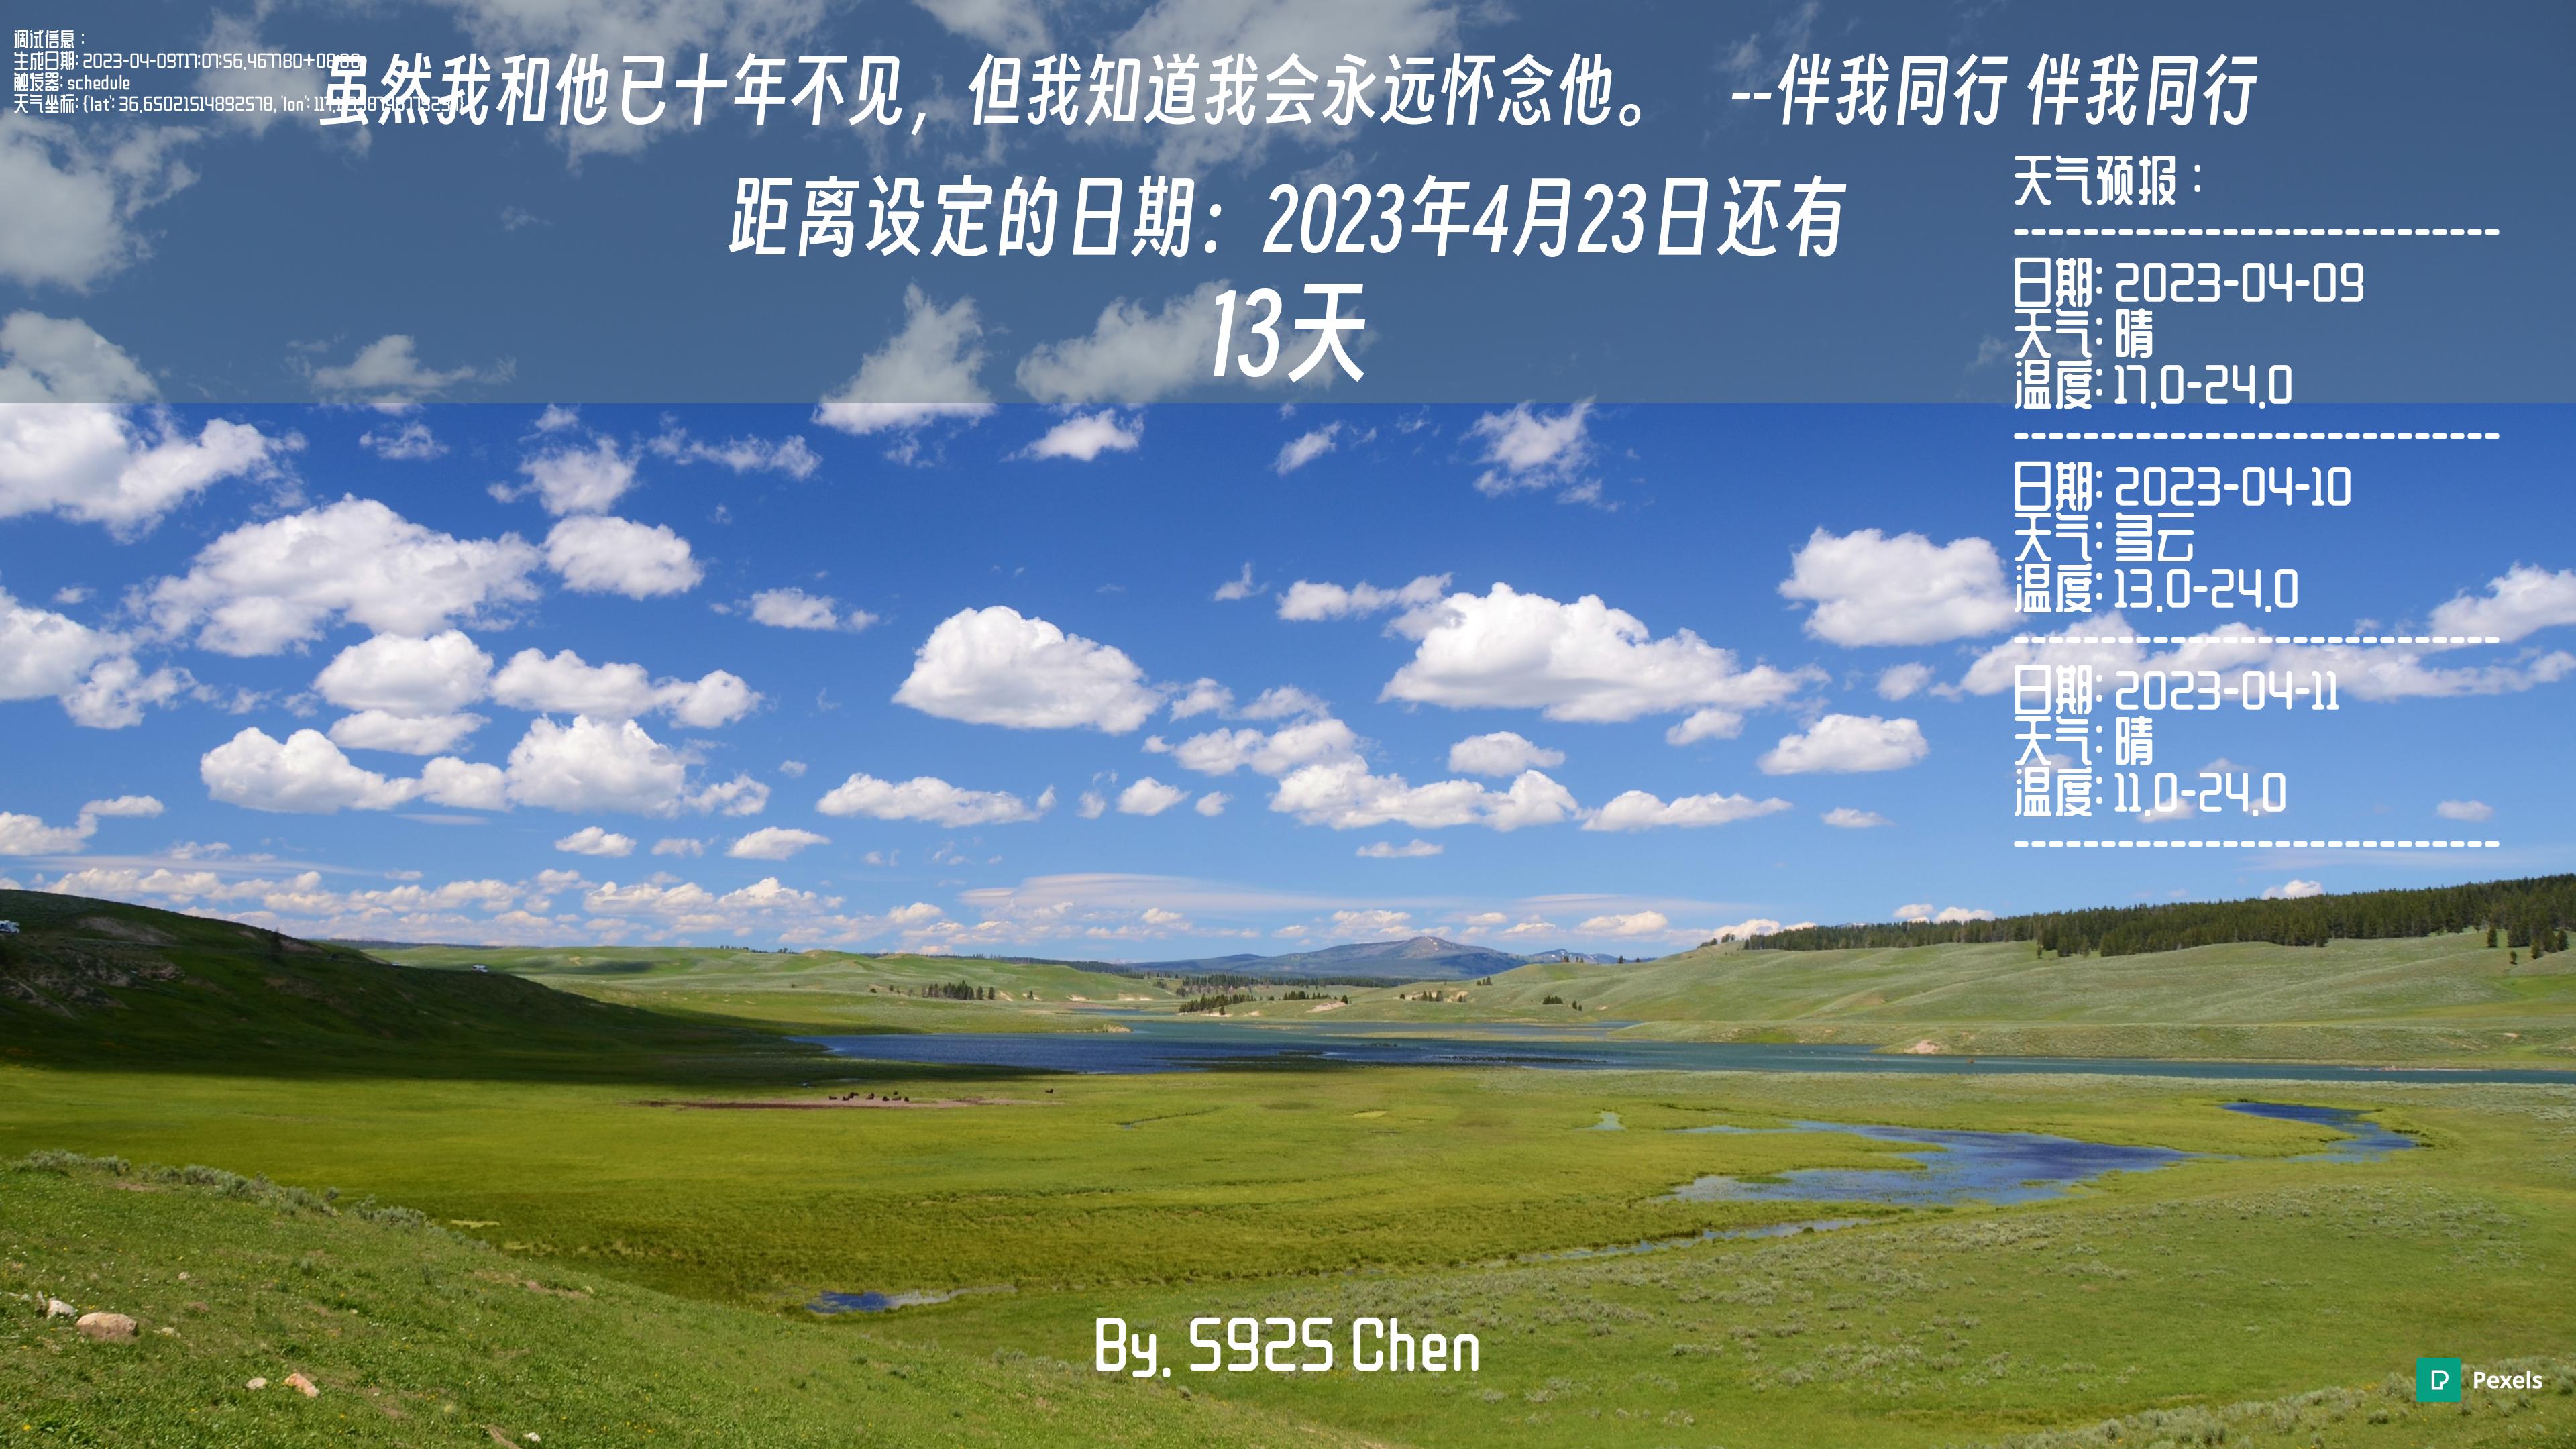 调试信息：
生成日期: 2023-04-09T17:07:56.467780+08:00
触发器: schedule
天气坐标: {'lat': 36.65021514892578, 'lon':
虽然我和他已十年不见，但我知道我会永远怀念他。 --伴我同行 伴我同行
距离设定的日期：2023年4月23日还有
13天
天气预报：
----------------------------
日期: 2023-04-09
天气: 晴
温度: 17.0-24.0
----------------------------
日期: 2023-04-10
天气: 多云
温度: 13.0-24.0
----------------------------
日期: 2023-04-11
天气: 晴
温度: 11.0-24.0
----------------------------
By. S92S Chen
Pexels